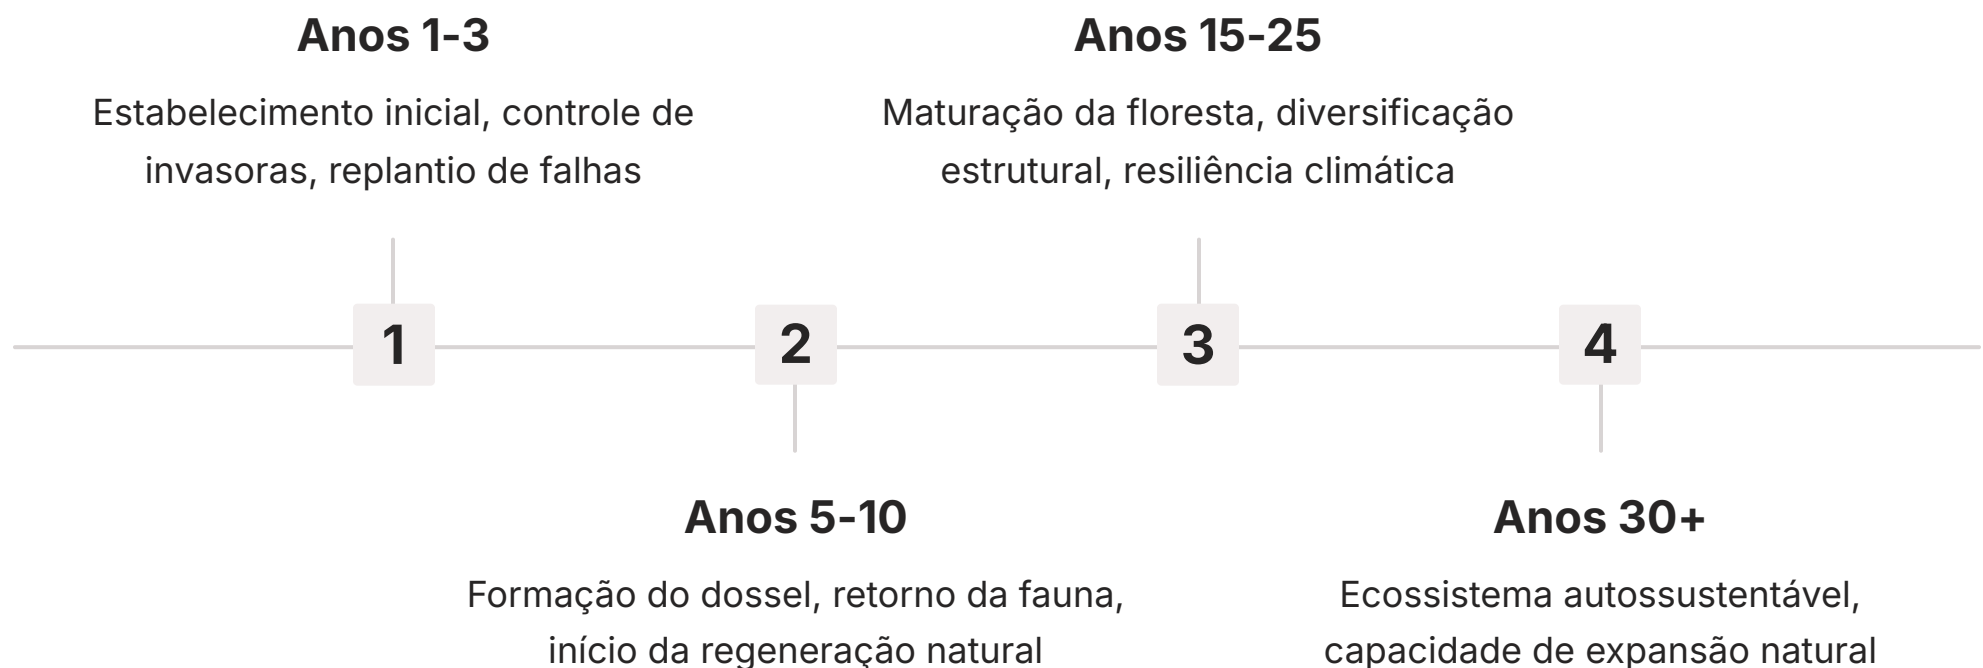 Anos 1-3
Estabelecimento inicial, controle de
invasoras, replantio de falhas
Anos 15-25
Maturação da floresta, diversificação
estrutural, resiliência climática
1
2
3
4
Anos 5-10
Formação do dossel, retorno da fauna,
início da regeneração natural
Anos 30+
Ecossistema autossustentável,
capacidade de expansão natural